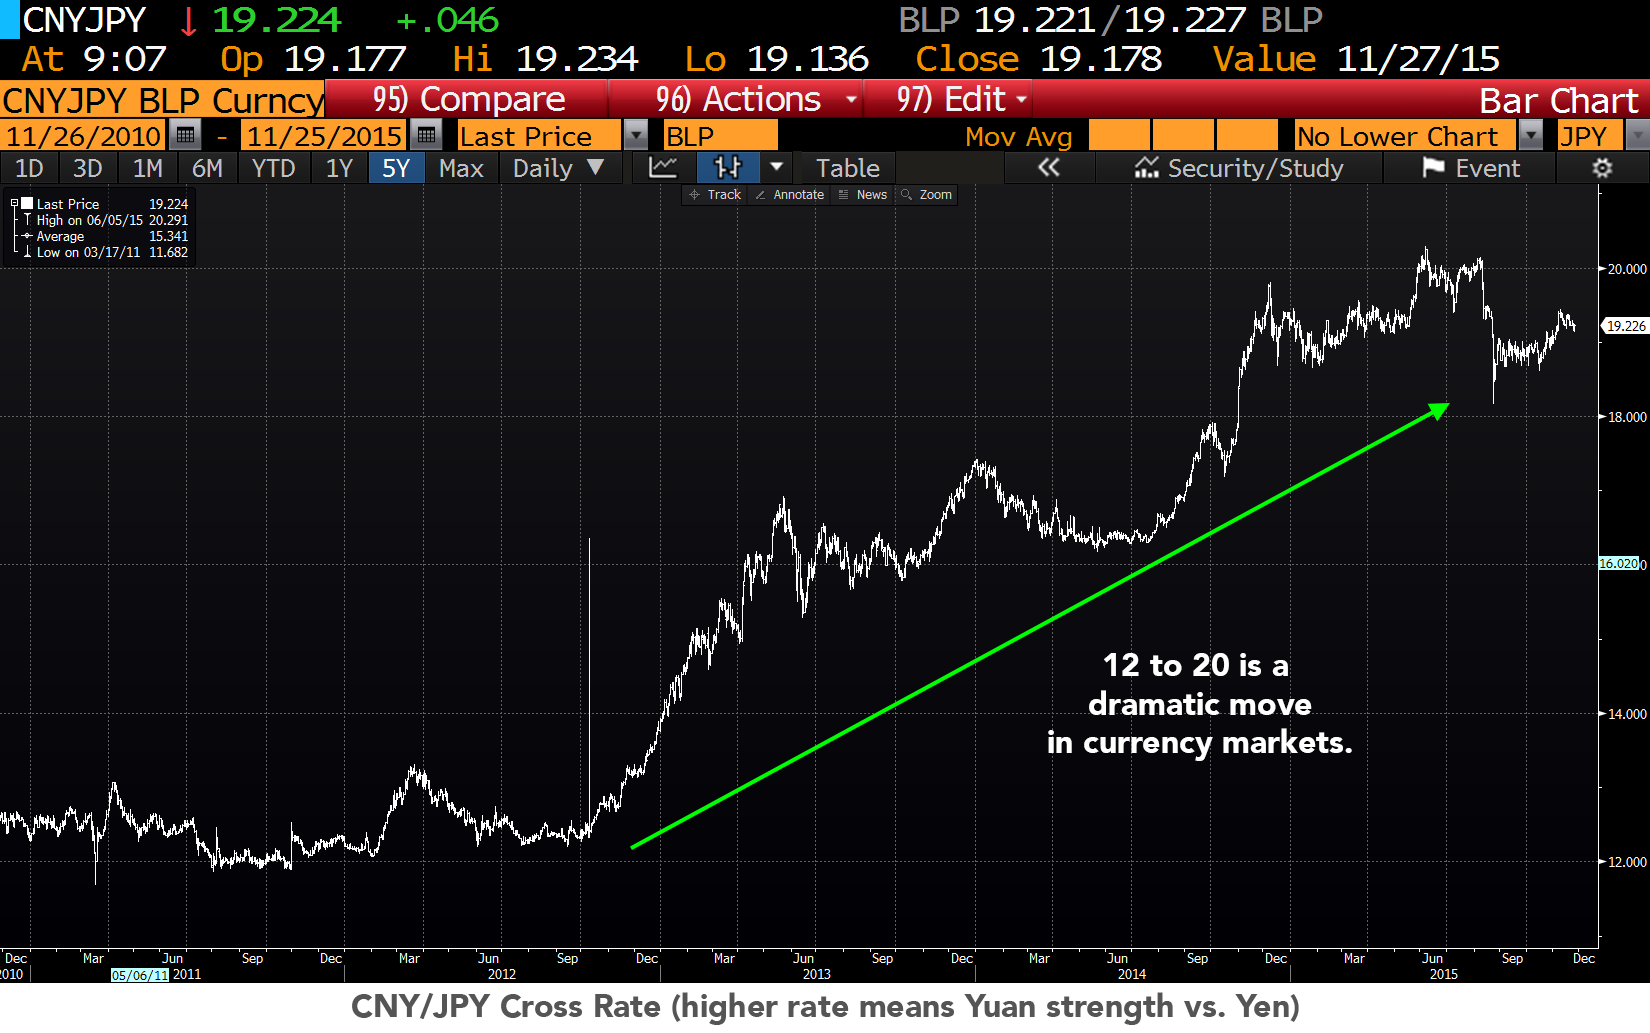 CNYJPY ↓ 19.224 +.046 BLP 19.221/19.227 BLP
At 9:07 Op 19.177 Hi 19.234 Lo 19.136 Close 19.178 Value 11/27/15
CNYJPY BLP Curncy 95) Compare 96) Actions 97) Edit Bar Chart
11/26/2010 - 11/25/2015 Last Price BLP Mov Avg No Lower Chart JPY
1D 3D 1M 6M YTD 1Y 5Y Max Daily ▼ Table « Security/Study Event
Track Annotate News Zoom
Last Price 19.224
High on 06/05/15 20.291
Average 15.341
Low on 03/17/11 11.682
20.000
19.226
18.000
16.020
12 to 20 is a
dramatic move
in currency markets.
14.000
12.000
Dec Mar Jun Sep Dec Mar Jun Sep Dec Mar Jun Sep Dec Mar Jun Sep Dec Mar Jun Sep Dec
2010 05/06/11 2011 2012 2013 2014 2015
CNY/JPY Cross Rate (higher rate means Yuan strength vs. Yen)